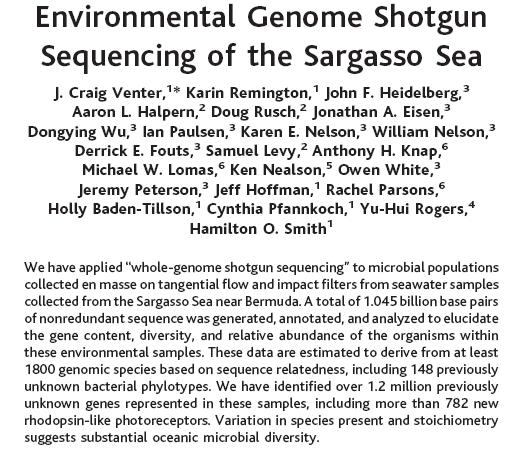 Environmental Genome Shotgun
Sequencing of the Sargasso Sea
J. Craig Venter,¹* Karin Remington,¹ John F. Heidelberg,³
Aaron L. Halpern,² Doug Rusch,² Jonathan A. Eisen,³
Dongying Wu,³ Ian Paulsen,³ Karen E. Nelson,³ William Nelson,³
Derrick E. Fouts,³ Samuel Levy,² Anthony H. Knap,⁶
Michael W. Lomas,⁶ Ken Nealson,⁵ Owen White,³
Jeremy Peterson,³ Jeff Hoffman,¹ Rachel Parsons,⁶
Holly Baden-Tillson,¹ Cynthia Pfannkoch,¹ Yu-Hui Rogers,⁴
Hamilton O. Smith¹
We have applied “whole-genome shotgun sequencing” to microbial populations
collected en masse on tangential flow and impact filters from seawater samples
collected from the Sargasso Sea near Bermuda. A total of 1.045 billion base pairs
of nonredundant sequence was generated, annotated, and analyzed to elucidate
the gene content, diversity, and relative abundance of the organisms within
these environmental samples. These data are estimated to derive from at least
1800 genomic species based on sequence relatedness, including 148 previously
unknown bacterial phylotypes. We have identified over 1.2 million previously
unknown genes represented in these samples, including more than 782 new
rhodopsin-like photoreceptors. Variation in species present and stoichiometry
suggests substantial oceanic microbial diversity.